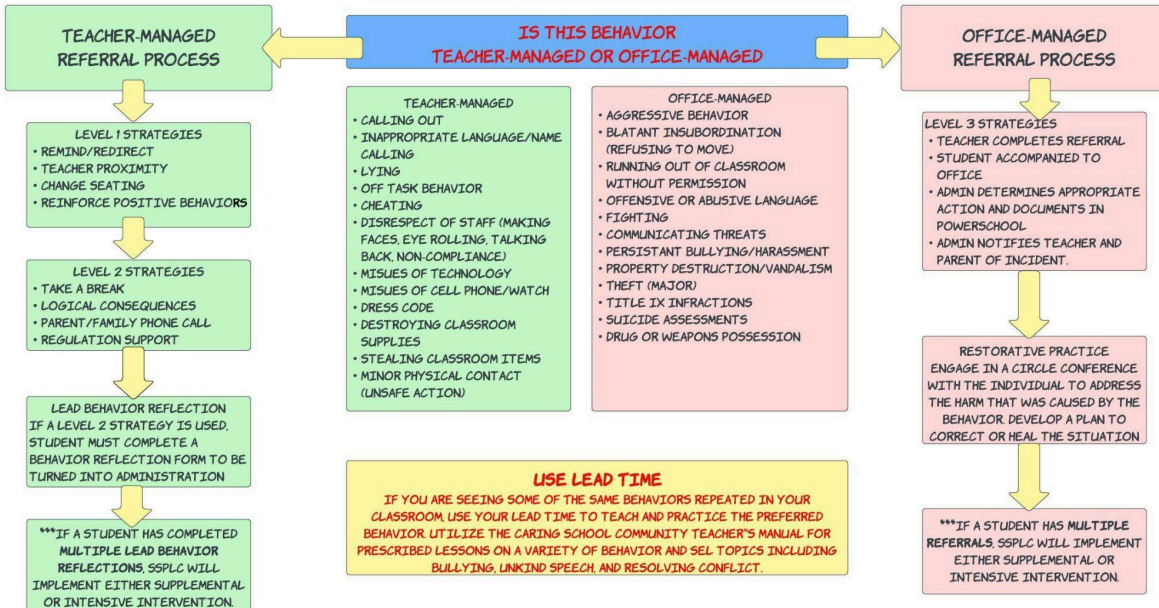 IS THIS BEHAVIOR
TEACHER-MANAGED OR OFFICE-MANAGED
TEACHER-MANAGED
REFERRAL PROCESS
LEVEL 1 STRATEGIES
• REMIND/REDIRECT
• TEACHER PROXIMITY
• CHANGE SEATING
• REINFORCE POSITIVE BEHAVIORS
LEVEL 2 STRATEGIES
• TAKE A BREAK
• LOGICAL CONSEQUENCES
• PARENT/FAMILY PHONE CALL
• REGULATION SUPPORT
LEAD BEHAVIOR REFLECTION
IF A LEVEL 2 STRATEGY IS USED,
STUDENT MUST COMPLETE A
BEHAVIOR REFLECTION FORM TO BE
TURNED INTO ADMINISTRATION
***IF A STUDENT HAS COMPLETED
MULTIPLE LEAD BEHAVIOR
REFLECTIONS, SSPLC WILL
IMPLEMENT EITHER SUPPLEMENTAL
OR INTENSIVE INTERVENTION.
TEACHER-MANAGED
• CALLING OUT
• INAPPROPRIATE LANGUAGE/NAME
CALLING
• LYING
• OFF TASK BEHAVIOR
• CHEATING
• DISRESPECT OF STAFF (MAKING
FACES, EYE ROLLING, TALKING
BACK, NON-COMPLIANCE)
• MISUES OF TECHNOLOGY
• MISUES OF CELL PHONE/WATCH
• DRESS CODE
• DESTROYING CLASSROOM
SUPPLIES
• STEALING CLASSROOM ITEMS
• MINOR PHYSICAL CONTACT
(UNSAFE ACTION)
OFFICE-MANAGED
• AGGRESSIVE BEHAVIOR
• BLATANT INSUBORDINATION
(REFUSING TO MOVE)
• RUNNING OUT OF CLASSROOM
WITHOUT PERMISSION
• OFFENSIVE OR ABUSIVE LANGUAGE
• FIGHTING
• COMMUNICATING THREATS
• PERSISTANT BULLYING/HARASSMENT
• PROPERTY DESTRUCTION/VANDALISM
• THEFT (MAJOR)
• TITLE IX INFRACTIONS
• SUICIDE ASSESSMENTS
• DRUG OR WEAPONS POSSESSION
USE LEAD TIME
IF YOU ARE SEEING SOME OF THE SAME BEHAVIORS REPEATED IN YOUR
CLASSROOM, USE YOUR LEAD TIME TO TEACH AND PRACTICE THE PREFERRED
BEHAVIOR. UTILIZE THE CARING SCHOOL COMMUNITY TEACHER'S MANUAL FOR
PRESCRIBED LESSONS ON A VARIETY OF BEHAVIOR AND SEL TOPICS INCLUDING
BULLYING, UNKIND SPEECH, AND RESOLVING CONFLICT.
OFFICE-MANAGED
REFERRAL PROCESS
LEVEL 3 STRATEGIES
• TEACHER COMPLETES REFERRAL
• STUDENT ACCOMPANIED TO
OFFICE
• ADMIN DETERMINES APPROPRIATE
ACTION AND DOCUMENTS IN
POWERSCHOOL
• ADMIN NOTIFIES TEACHER AND
PARENT OF INCIDENT.
RESTORATIVE PRACTICE
ENGAGE IN A CIRCLE CONFERENCE
WITH THE INDIVIDUAL TO ADDRESS
THE HARM THAT WAS CAUSED BY THE
BEHAVIOR. DEVELOP A PLAN TO
CORRECT OR HEAL THE SITUATION
***IF A STUDENT HAS MULTIPLE
REFERRALS, SSPLC WILL IMPLEMENT
EITHER SUPPLEMENTAL OR
INTENSIVE INTERVENTION.